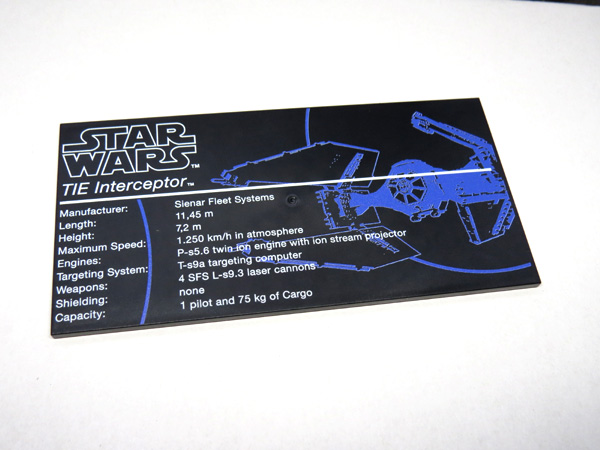 STAR
WARS™
TIE Interceptor™
Manufacturer: Sienar Fleet Systems
Length: 11,45 m
Height: 7,2 m
Maximum Speed: 1.250 km/h in atmosphere
Engines: P-s5.6 twin ion engine with ion stream projector
Targeting System: T-s9a targeting computer
Weapons: 4 SFS L-s9.3 laser cannons
Shielding: none
Capacity: 1 pilot and 75 kg of Cargo